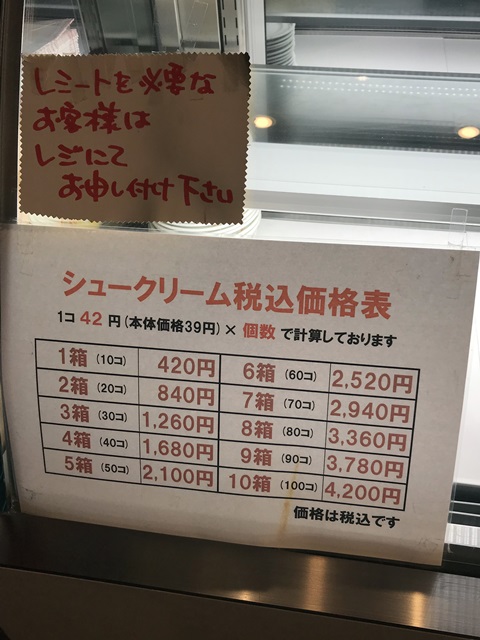 レシートを必要な
お客様は
レジにて
お申し付け下さい
シュークリーム税込価格表
1コ 42 円(本体価格39円)× 個数 で計算しております
1箱 (10コ) 420円 6箱 (60コ) 2,520円
2箱 (20コ) 840円 7箱 (70コ) 2,940円
3箱 (30コ) 1,260円 8箱 (80コ) 3,360円
4箱 (40コ) 1,680円 9箱 (90コ) 3,780円
5箱 (50コ) 2,100円 10箱 (100コ) 4,200円
価格は税込です